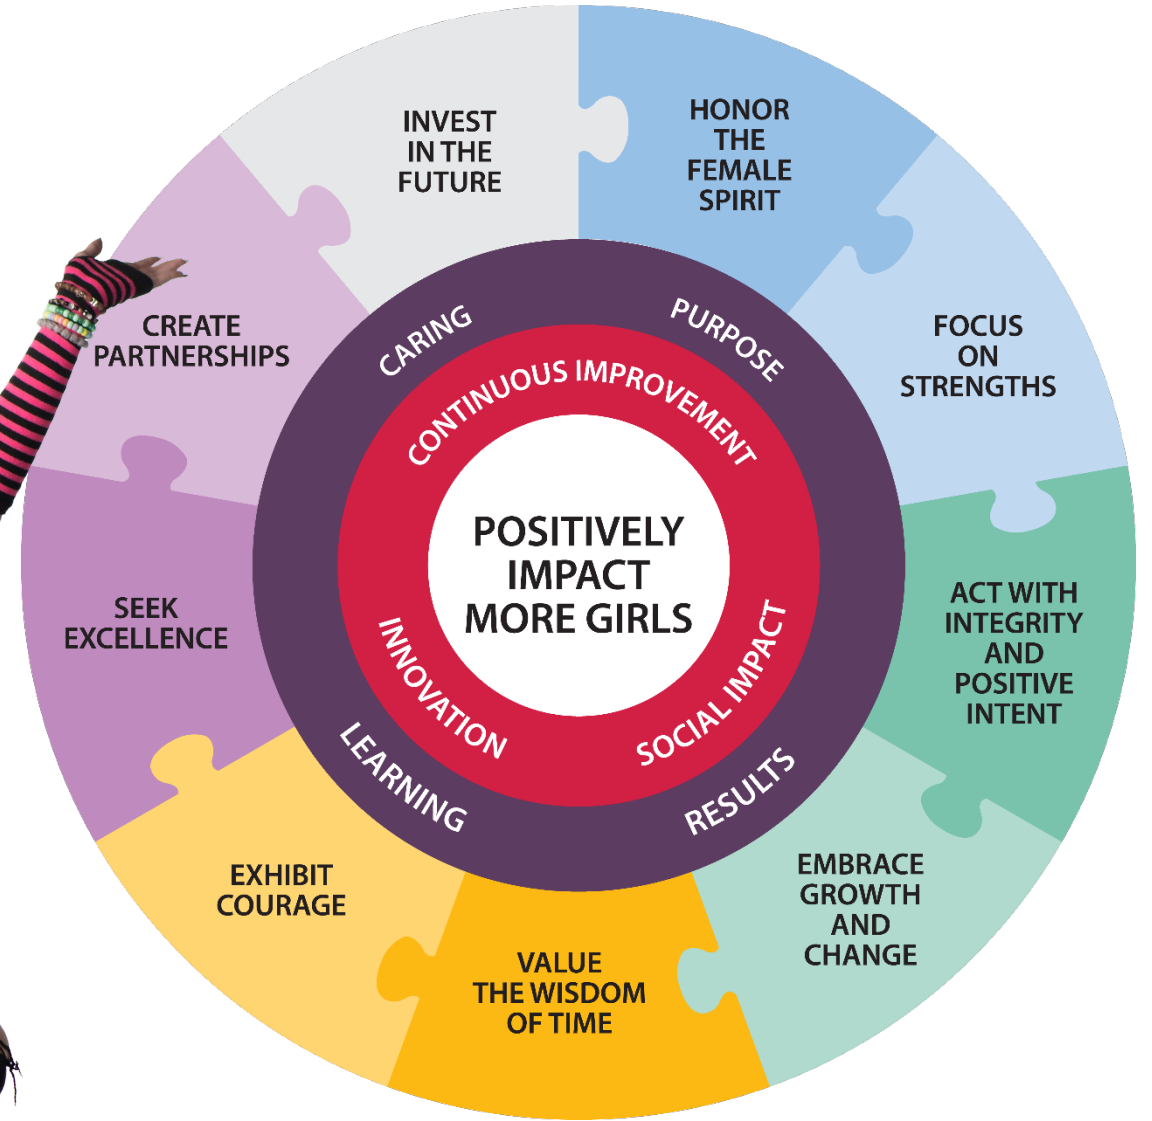 INVEST
IN THE
FUTURE
HONOR
THE
FEMALE
SPIRIT
FOCUS
ON
STRENGTHS
ACT WITH
INTEGRITY
AND
POSITIVE
INTENT
EMBRACE
GROWTH
AND
CHANGE
VALUE
THE WISDOM
OF TIME
EXHIBIT
COURAGE
SEEK
EXCELLENCE
CREATE
PARTNERSHIPS
CARING
PURPOSE
RESULTS
LEARNING
CONTINUOUS IMPROVEMENT
SOCIAL IMPACT
INNOVATION
POSITIVELY
IMPACT
MORE GIRLS